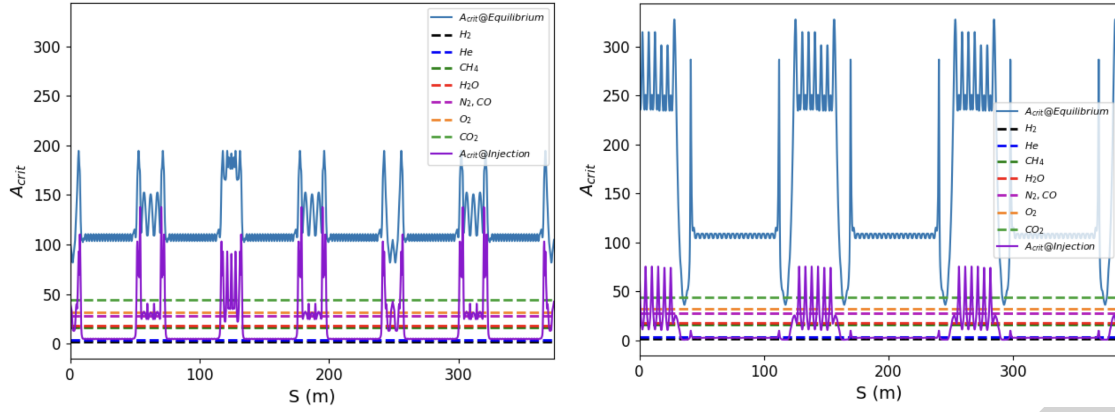 300
250
200
150
100
50
0
A_crit
0
100
200
300
S (m)
A_crit@Equilibrium
H_2
He
CH_4
H_2O
N_2, CO
O_2
CO_2
A_crit@Injection
300
250
200
150
100
50
0
A_crit
0
100
200
300
S (m)
A_crit@Equilibrium
H_2
He
CH_4
H_2O
N_2, CO
O_2
CO_2
A_crit@Injection